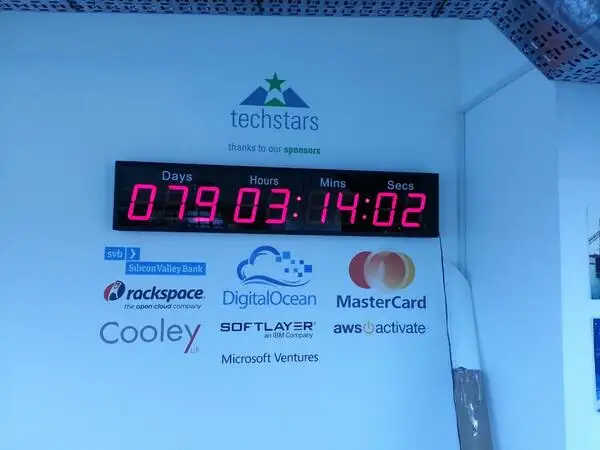 techstars
thanks to our sponsors
Days Hours Mins Secs
079 03:14:02
svb
Silicon Valley Bank
DigitalOcean
MasterCard
rackspace
the open cloud company
Cooley LLP
SOFTLAYER
an IBM Company
aws activate
Microsoft Ventures